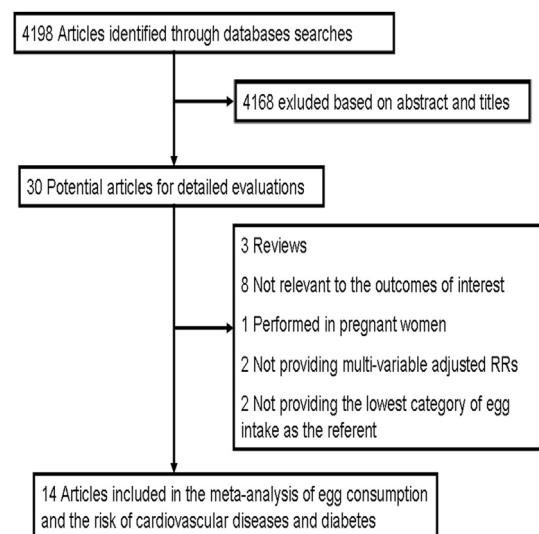 4198 Articles identified through databases searches
4168 exluded based on abstract and titles
30 Potential articles for detailed evaluations
3 Reviews
8 Not relevant to the outcomes of interest
1 Performed in pregnant women
2 Not providing multi-variable adjusted RRs
2 Not providing the lowest category of egg
intake as the referent
14 Articles included in the meta-analysis of egg consumption
and the risk of cardiovascular diseases and diabetes